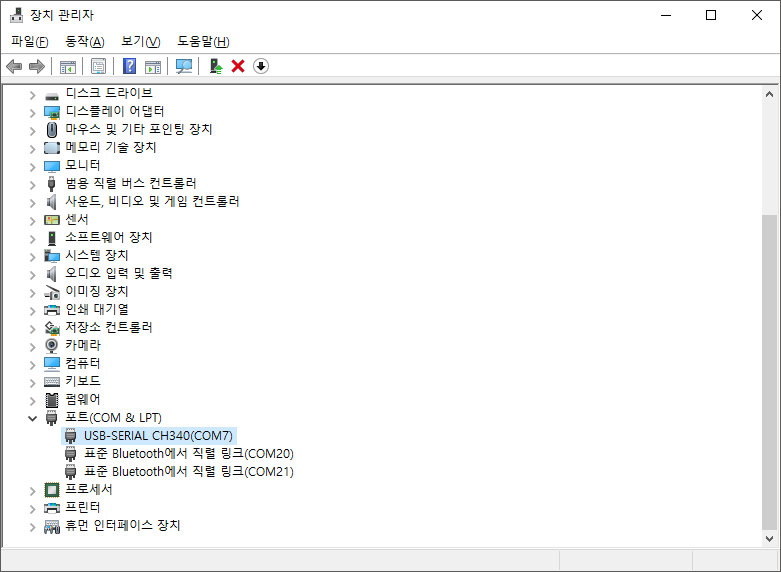 장치 관리자
파일(F) 동작(A) 보기(V) 도움말(H)
디스크 드라이브
디스플레이 어댑터
마우스 및 기타 포인팅 장치
메모리 기술 장치
모니터
범용 직렬 버스 컨트롤러
사운드, 비디오 및 게임 컨트롤러
센서
소프트웨어 장치
시스템 장치
오디오 입력 및 출력
이미징 장치
인쇄 대기열
저장소 컨트롤러
카메라
컴퓨터
키보드
펌웨어
포트(COM & LPT)
USB-SERIAL CH340(COM7)
표준 Bluetooth에서 직렬 링크(COM20)
표준 Bluetooth에서 직렬 링크(COM21)
프로세서
프린터
휴먼 인터페이스 장치